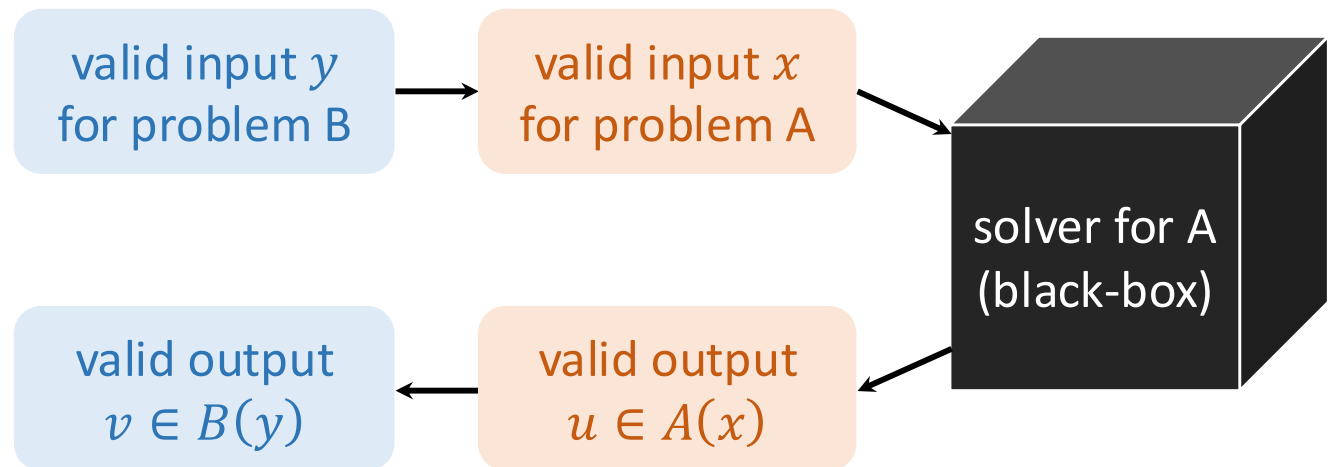 valid input y
for problem B
valid input x
for problem A
solver for A
(black-box)
valid output
v ∈ B(y)
valid output
u ∈ A(x)